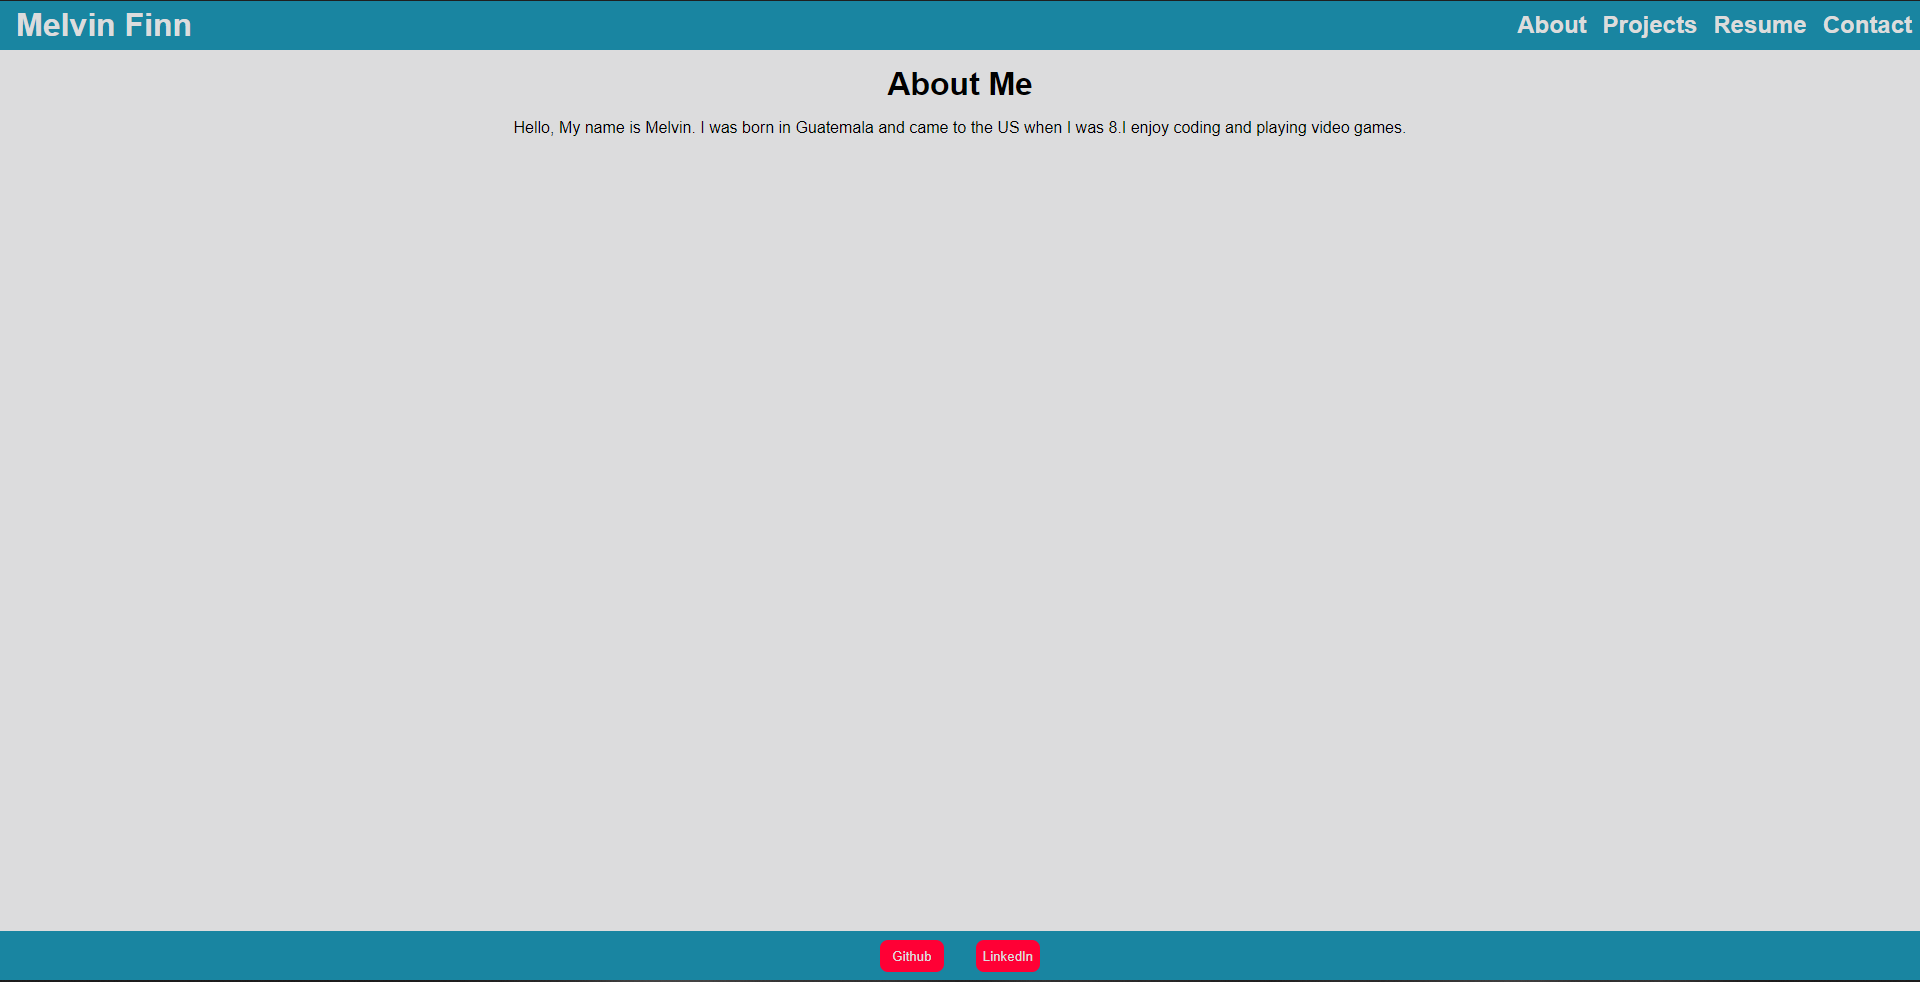 Melvin Finn
About Projects Resume Contact
About Me
Hello, My name is Melvin. I was born in Guatemala and came to the US when I was 8.I enjoy coding and playing video games.
Github LinkedIn